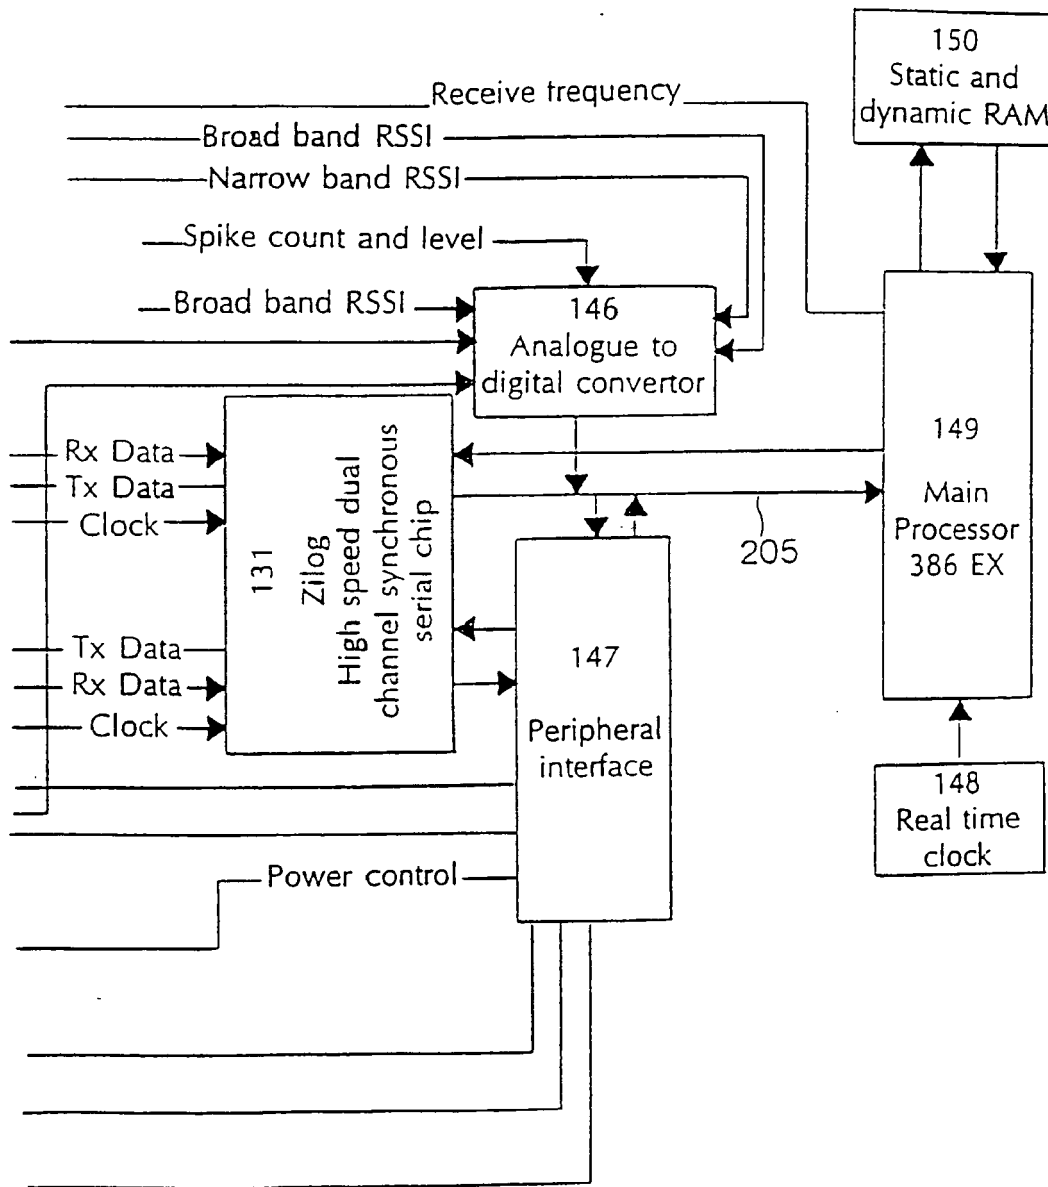 150
Static and
dynamic RAM
Receive frequency
Broad band RSSI
Narrow band RSSI
Spike count and level
Broad band RSSI
146
Analogue to
digital convertor
Rx Data
Tx Data
Clock
131
Zilog
High speed dual
channel synchronous
serial chip
149
Main
Processor
386 EX
205
Tx Data
Rx Data
Clock
147
Peripheral
interface
148
Real time
clock
Power control